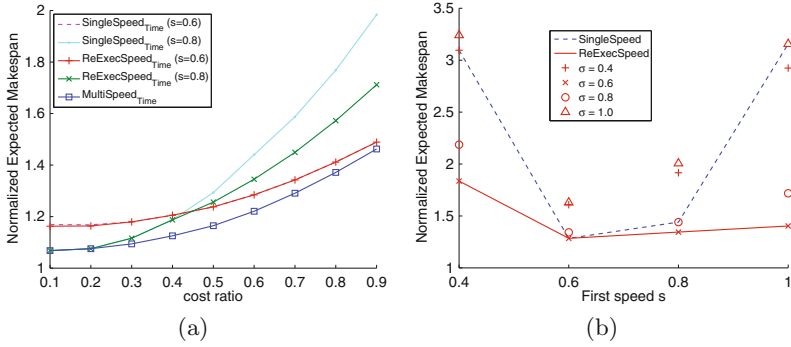 Normalized Expected Makespan
2
1.8
1.6
1.4
1.2
1
0.1 0.2 0.3 0.4 0.5 0.6 0.7 0.8 0.9
cost ratio
SingleSpeed_Time (s=0.6)
SingleSpeed_Time (s=0.8)
ReExecSpeed_Time (s=0.6)
ReExecSpeed_Time (s=0.8)
MultiSpeed_Time
(a)
Normalized Expected Makespan
3.5
3
2.5
2
1.5
1
0.4 0.6 0.8 1
First speed s
SingleSpeed
ReExecSpeed
σ = 0.4
σ = 0.6
σ = 0.8
σ = 1.0
(b)